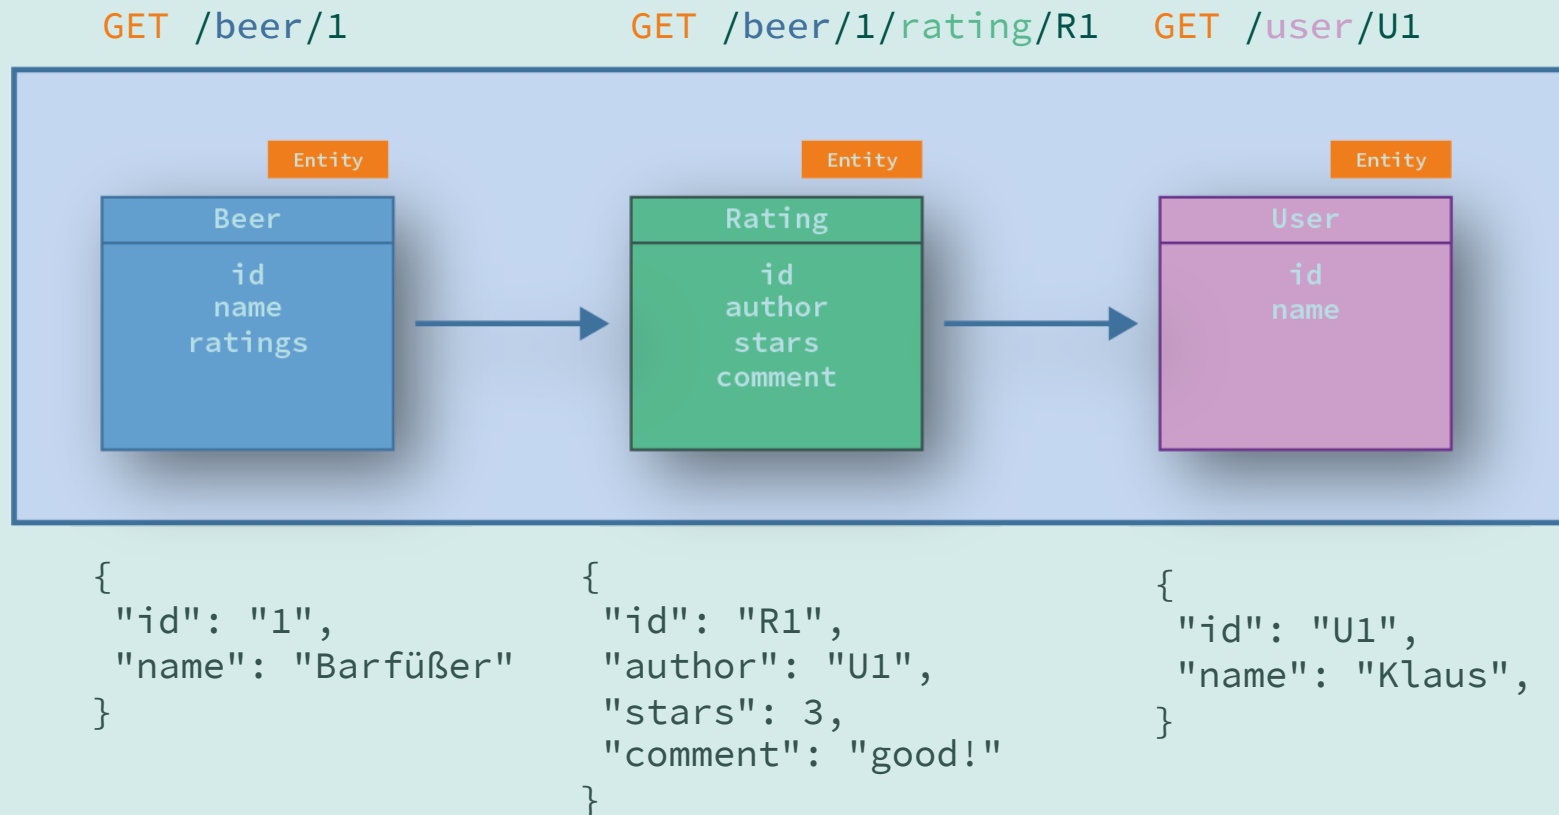 GET /beer/1
GET /beer/1/rating/R1
GET /user/U1
Entity
Beer
id
name
ratings
Entity
Rating
id
author
stars
comment
Entity
User
id
name
{
"id": "1",
"name": "Barfüßer"
}
{
"id": "R1",
"author": "U1",
"stars": 3,
"comment": "good!"
}
{
"id": "U1",
"name": "Klaus",
}